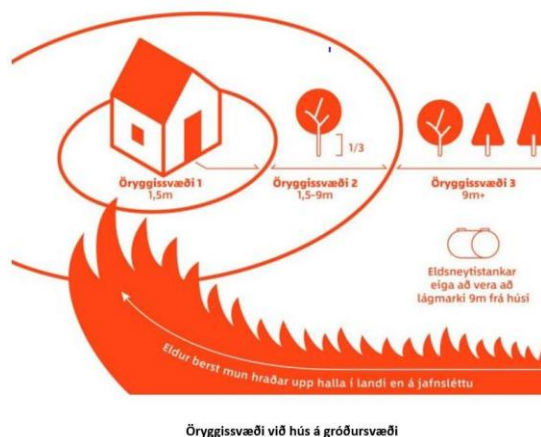 1/3
Öryggissvæði 1
1,5m
Öryggissvæði 2
1,5-9m
Öryggissvæði 3
9m+
Eldsneytistankar
eiga að vera að
lágmarki 9m frá húsi
Eldur berst mun hraðar upp halla í landi en á jafnsléttu
Öryggissvæði við hús á gróðursvæði